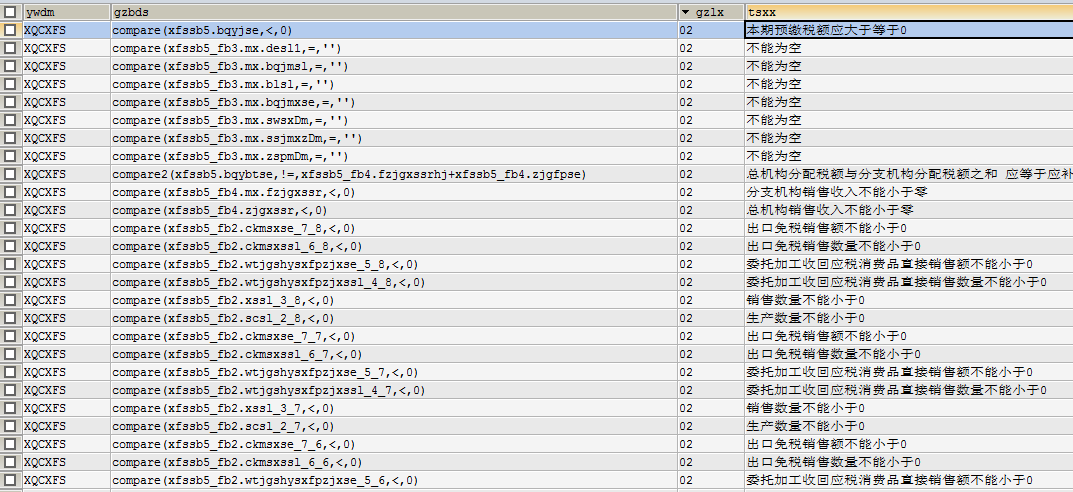 ywdm gzbds gzlx tsxx
XQCXFS compare(xfssb5.bqyjse,<,0) 02 本期预缴税额应大于等于0
XQCXFS compare(xfssb5_fb3.mx.desl1,=,'') 02 不能为空
XQCXFS compare(xfssb5_fb3.mx.bqjmsl,=,'') 02 不能为空
XQCXFS compare(xfssb5_fb3.mx.blsl,=,'') 02 不能为空
XQCXFS compare(xfssb5_fb3.mx.bqjmxse,=,'') 02 不能为空
XQCXFS compare(xfssb5_fb3.mx.swsxDm,=,'') 02 不能为空
XQCXFS compare(xfssb5_fb3.mx.ssjmxzDm,=,'') 02 不能为空
XQCXFS compare(xfssb5_fb3.mx.zspmDm,=,'') 02 不能为空
XQCXFS compare2(xfssb5.bqybtse,!=,xfssb5_fb4.fzjgxssrhj+xfssb5_fb4.zjgfpse) 02 总机构分配税额与分支机构分配税额之和 应等于应补
XQCXFS compare(xfssb5_fb4.mx.fzjgxssr,<,0) 02 分支机构销售收入不能小于零
XQCXFS compare(xfssb5_fb4.zjgxssr,<,0) 02 总机构销售收入不能小于零
XQCXFS compare(xfssb5_fb2.ckmsxse_7_8,<,0) 02 出口免税销售额不能小于0
XQCXFS compare(xfssb5_fb2.ckmsxssl_6_8,<,0) 02 出口免税销售数量不能小于0
XQCXFS compare(xfssb5_fb2.wtjgshysxfpzjxse_5_8,<,0) 02 委托加工收回应税消费品直接销售额不能小于0
XQCXFS compare(xfssb5_fb2.wtjgshysxfpzjxssl_4_8,<,0) 02 委托加工收回应税消费品直接销售数量不能小于0
XQCXFS compare(xfssb5_fb2.xssl_3_8,<,0) 02 销售数量不能小于0
XQCXFS compare(xfssb5_fb2.scsl_2_8,<,0) 02 生产数量不能小于0
XQCXFS compare(xfssb5_fb2.ckmsxse_7_7,<,0) 02 出口免税销售额不能小于0
XQCXFS compare(xfssb5_fb2.ckmsxssl_6_7,<,0) 02 出口免税销售数量不能小于0
XQCXFS compare(xfssb5_fb2.wtjgshysxfpzjxse_5_7,<,0) 02 委托加工收回应税消费品直接销售额不能小于0
XQCXFS compare(xfssb5_fb2.wtjgshysxfpzjxssl_4_7,<,0) 02 委托加工收回应税消费品直接销售数量不能小于0
XQCXFS compare(xfssb5_fb2.xssl_3_7,<,0) 02 销售数量不能小于0
XQCXFS compare(xfssb5_fb2.scsl_2_7,<,0) 02 生产数量不能小于0
XQCXFS compare(xfssb5_fb2.ckmsxse_7_6,<,0) 02 出口免税销售额不能小于0
XQCXFS compare(xfssb5_fb2.ckmsxssl_6_6,<,0) 02 出口免税销售数量不能小于0
XQCXFS compare(xfssb5_fb2.wtjgshysxfpzjxse_5_6,<,0) 02 委托加工收回应税消费品直接销售额不能小于0